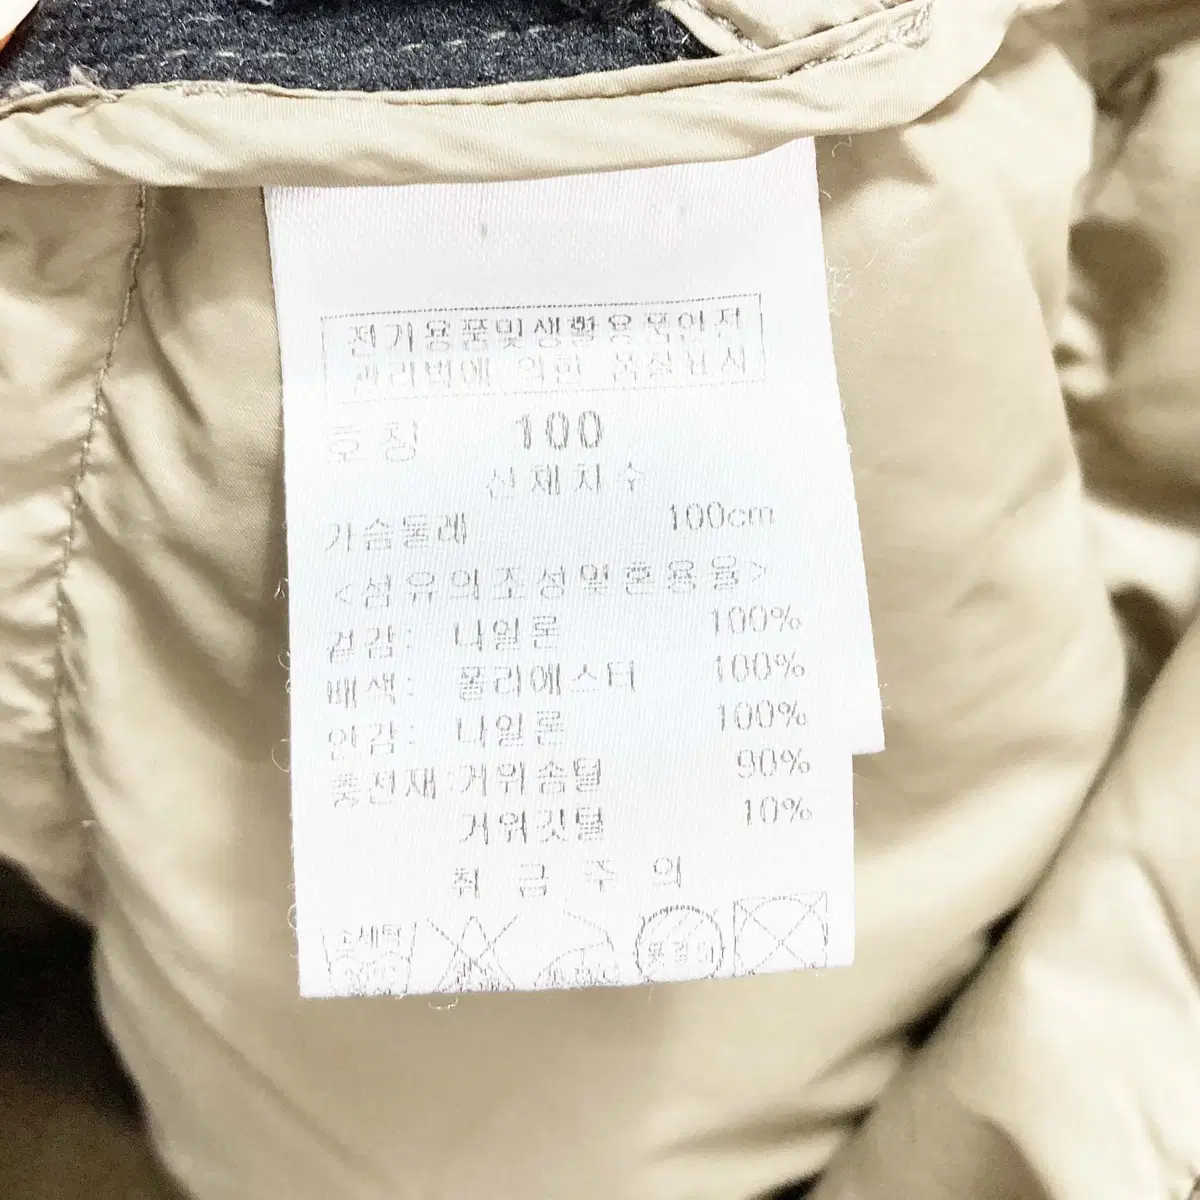 전기용품및생활용품안전
관리법에 의한 품질표시
호칭 100
신체치수
가슴둘레 100cm
<섬유의조성및혼용율>
겉감: 나일론 100%
배색: 폴리에스터 100%
안감: 나일론 100%
충전재:거위솜털 90%
거위깃털 10%
취급주의
손세탁